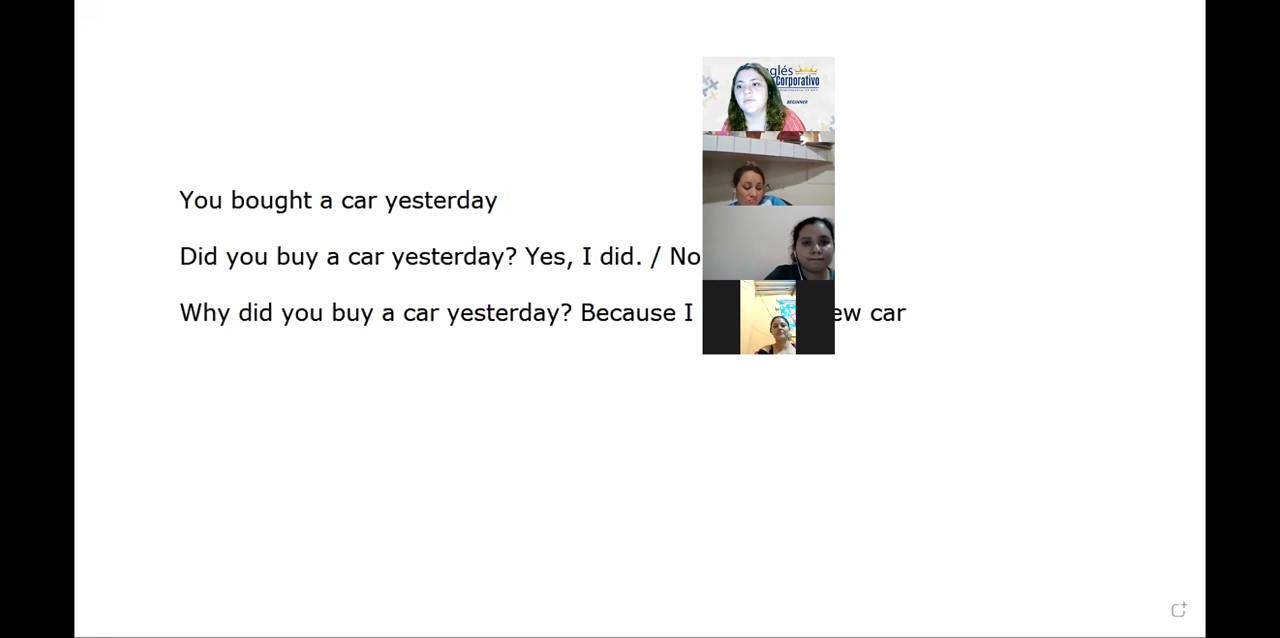 glés
Corporativo
BEGINNER
You bought a car yesterday
Did you buy a car yesterday? Yes, I did. / No
Why did you buy a car yesterday? Because I ew car